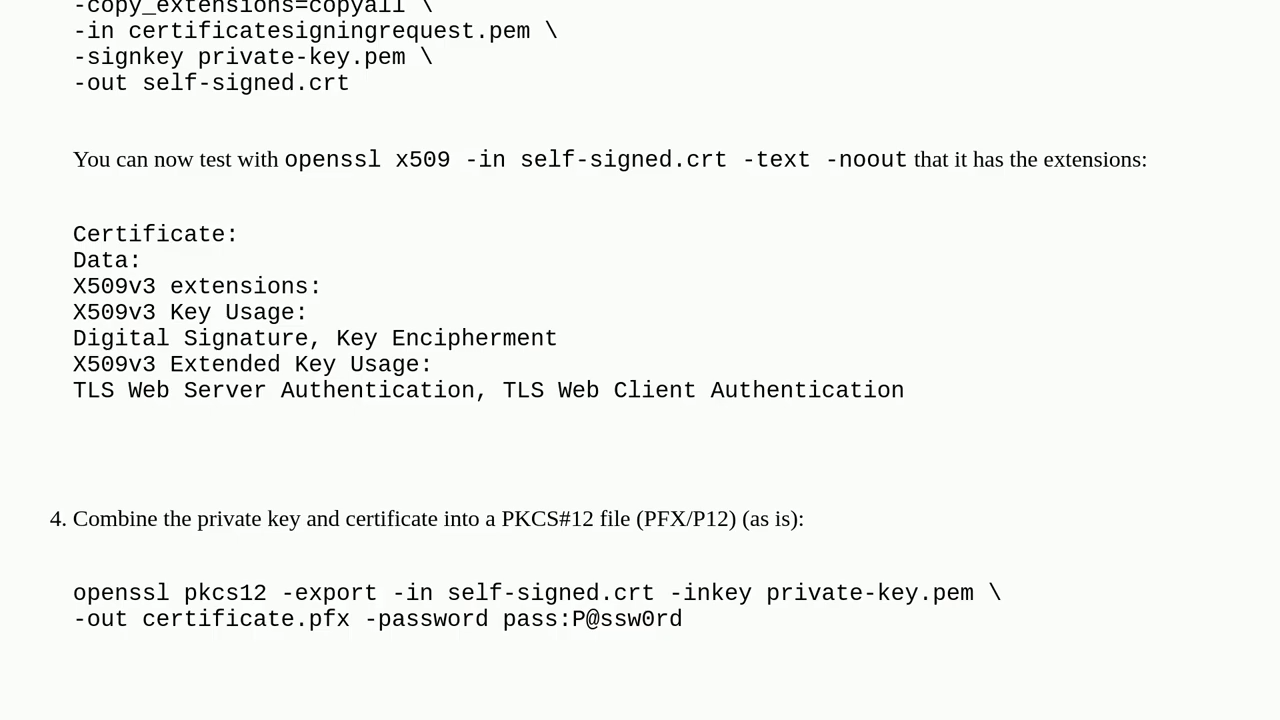 -copy_extensions=copyall \
-in certificatesigningrequest.pem \
-signkey private-key.pem \
-out self-signed.crt
You can now test with openssl x509 -in self-signed.crt -text -noout that it has the extensions:
Certificate:
Data:
X509v3 extensions:
X509v3 Key Usage:
Digital Signature, Key Encipherment
X509v3 Extended Key Usage:
TLS Web Server Authentication, TLS Web Client Authentication
4. Combine the private key and certificate into a PKCS#12 file (PFX/P12) (as is):
openssl pkcs12 -export -in self-signed.crt -inkey private-key.pem \
-out certificate.pfx -password pass:P@ssw0rd